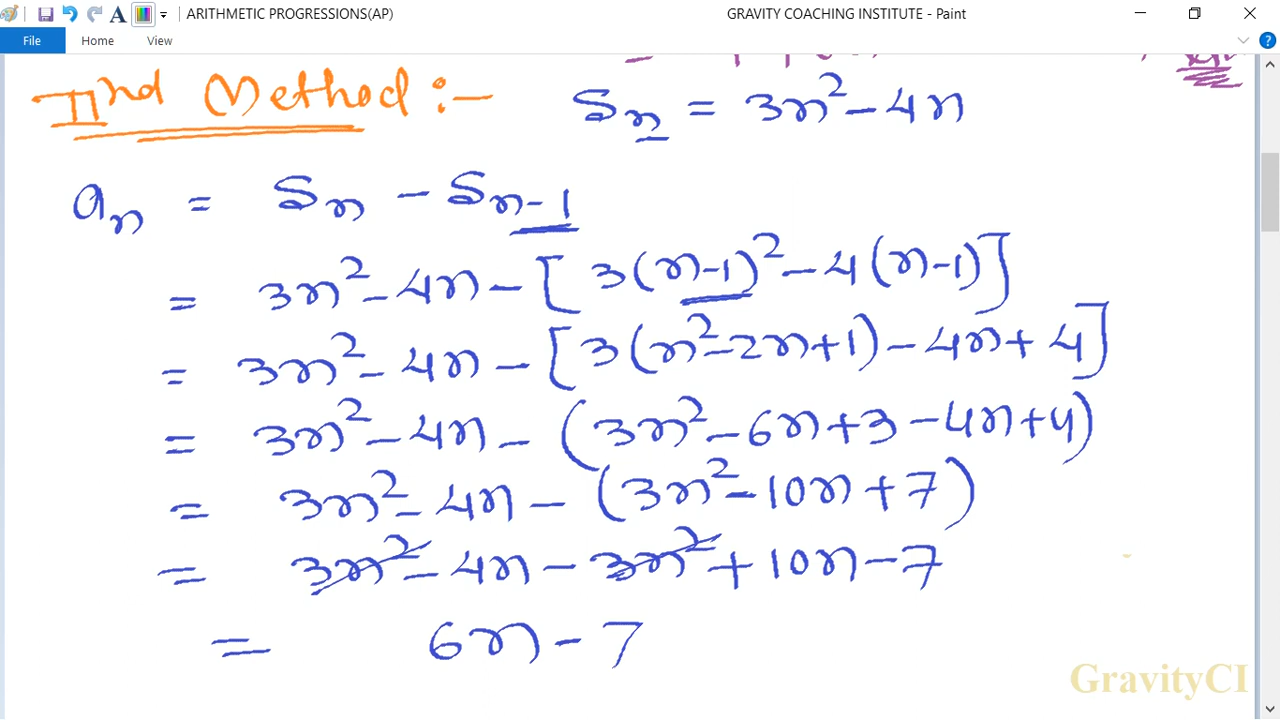 ARITHMETIC PROGRESSIONS(AP)
GRAVITY COACHING INSTITUTE - Paint
File Home View
IInd Method :-
Sₙ = 3n² - 4n
aₙ = Sₙ - Sₙ₋₁
= 3n² - 4n - [3(n-1)² - 4(n-1)]
= 3n² - 4n - [3(n² - 2n + 1) - 4n + 4]
= 3n² - 4n - (3n² - 6n + 3 - 4n + 4)
= 3n² - 4n - (3n² - 10n + 7)
= 3n² - 4n - 3n² + 10n - 7
= 6n - 7
GravityCI